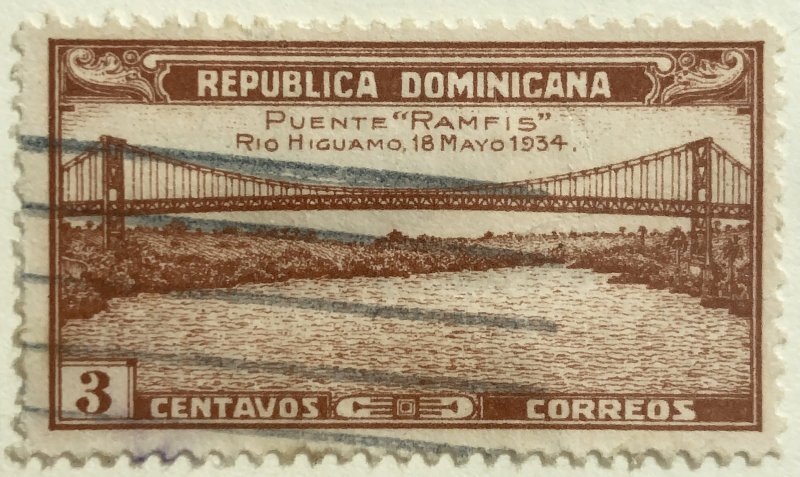 REPUBLICA DOMINICANA
PUENTE "RAMFIS"
RIO HIGUAMO, 18 MAYO 1934.
3 CENTAVOS CORREOS